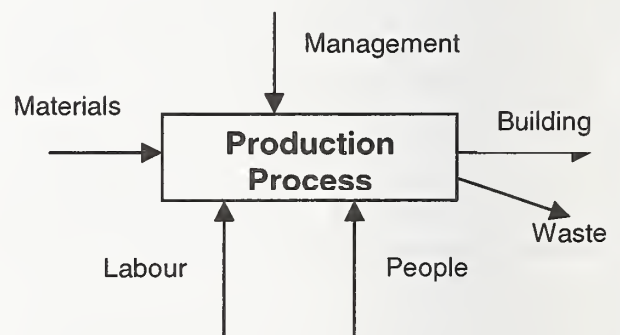 Management
Materials
Building
Production
Process
Waste
Labour
People